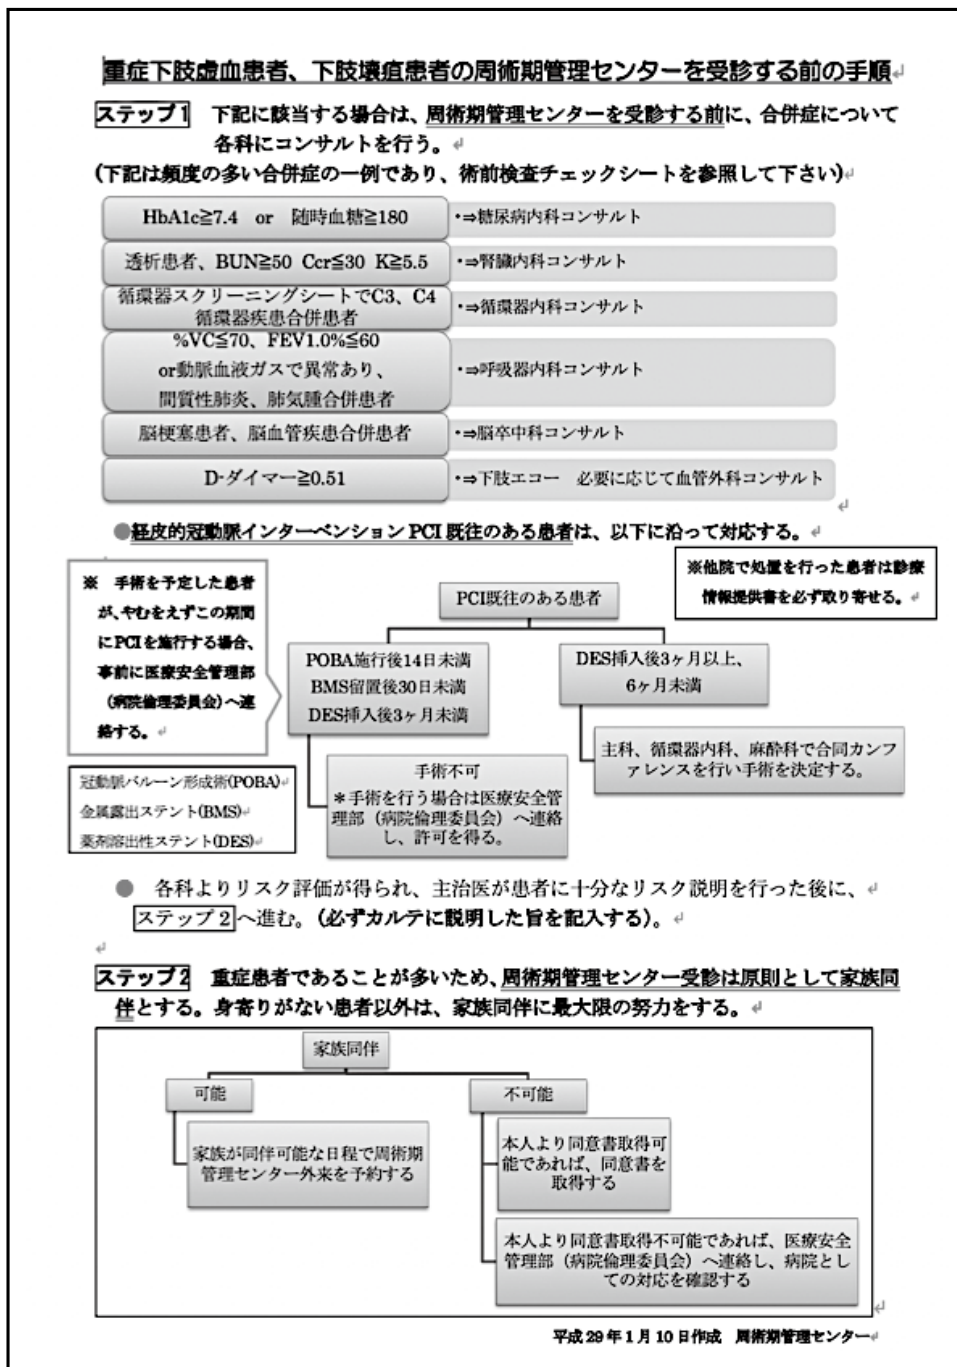 重症下肢虚血患者、下肢壊疽患者の周術期管理センターを受診する前の手順
ステップ1　下記に該当する場合は、周術期管理センターを受診する前に、合併症について
各科にコンサルトを行う。
(下記は頻度の多い合併症の一例であり、術前検査チェックシートを参照して下さい)
HbA1c≧7.4　or　随時血糖≧180
・⇒糖尿病内科コンサルト
透析患者、BUN≧50 Ccr≦30 K≧5.5
・⇒腎臓内科コンサルト
循環器スクリーニングシートでC3、C4
循環器疾患合併患者
・⇒循環器内科コンサルト
%VC≦70、FEV1.0%≦60
or動脈血液ガスで異常あり、
間質性肺炎、肺気腫合併患者
・⇒呼吸器内科コンサルト
脳梗塞患者、脳血管疾患合併患者
・⇒脳卒中科コンサルト
D-ダイマー≧0.51
・⇒下肢エコー　必要に応じて血管外科コンサルト
●経皮的冠動脈インターベンション PCI 既往のある患者は、以下に沿って対応する。
※　手術を予定した患者
が、やむをえずこの期間
にPCIを施行する場合、
事前に医療安全管理部
（病院倫理委員会）へ連
絡する。
※他院で処置を行った患者は診療
情報提供書を必ず取り寄せる。
PCI既往のある患者
POBA施行後14日未満
BMS留置後30日未満
DES挿入後3ヶ月未満
DES挿入後3ヶ月以上、
6ヶ月未満
手術不可
＊手術を行う場合は医療安全管
理部（病院倫理委員会）へ連絡
し、許可を得る。
主科、循環器内科、麻酔科で合同カンフ
ァレンスを行い手術を決定する。
冠動脈バルーン形成術(POBA)
金属露出ステント(BMS)
薬剤溶出性ステント(DES)
●　各科よりリスク評価が得られ、主治医が患者に十分なリスク説明を行った後に、
ステップ2へ進む。（必ずカルテに説明した旨を記入する）。
ステップ2　重症患者であることが多いため、周術期管理センター受診は原則として家族同
伴とする。身寄りがない患者以外は、家族同伴に最大限の努力をする。
家族同伴
可能
不可能
家族が同伴可能な日程で周術期
管理センター外来を予約する
本人より同意書取得可
能であれば、同意書を
取得する
本人より同意書取得不可能であれば、医療安全
管理部（病院倫理委員会）へ連絡し、病院とし
ての対応を確認する
平成 29 年 1 月 10 日作成　周術期管理センター